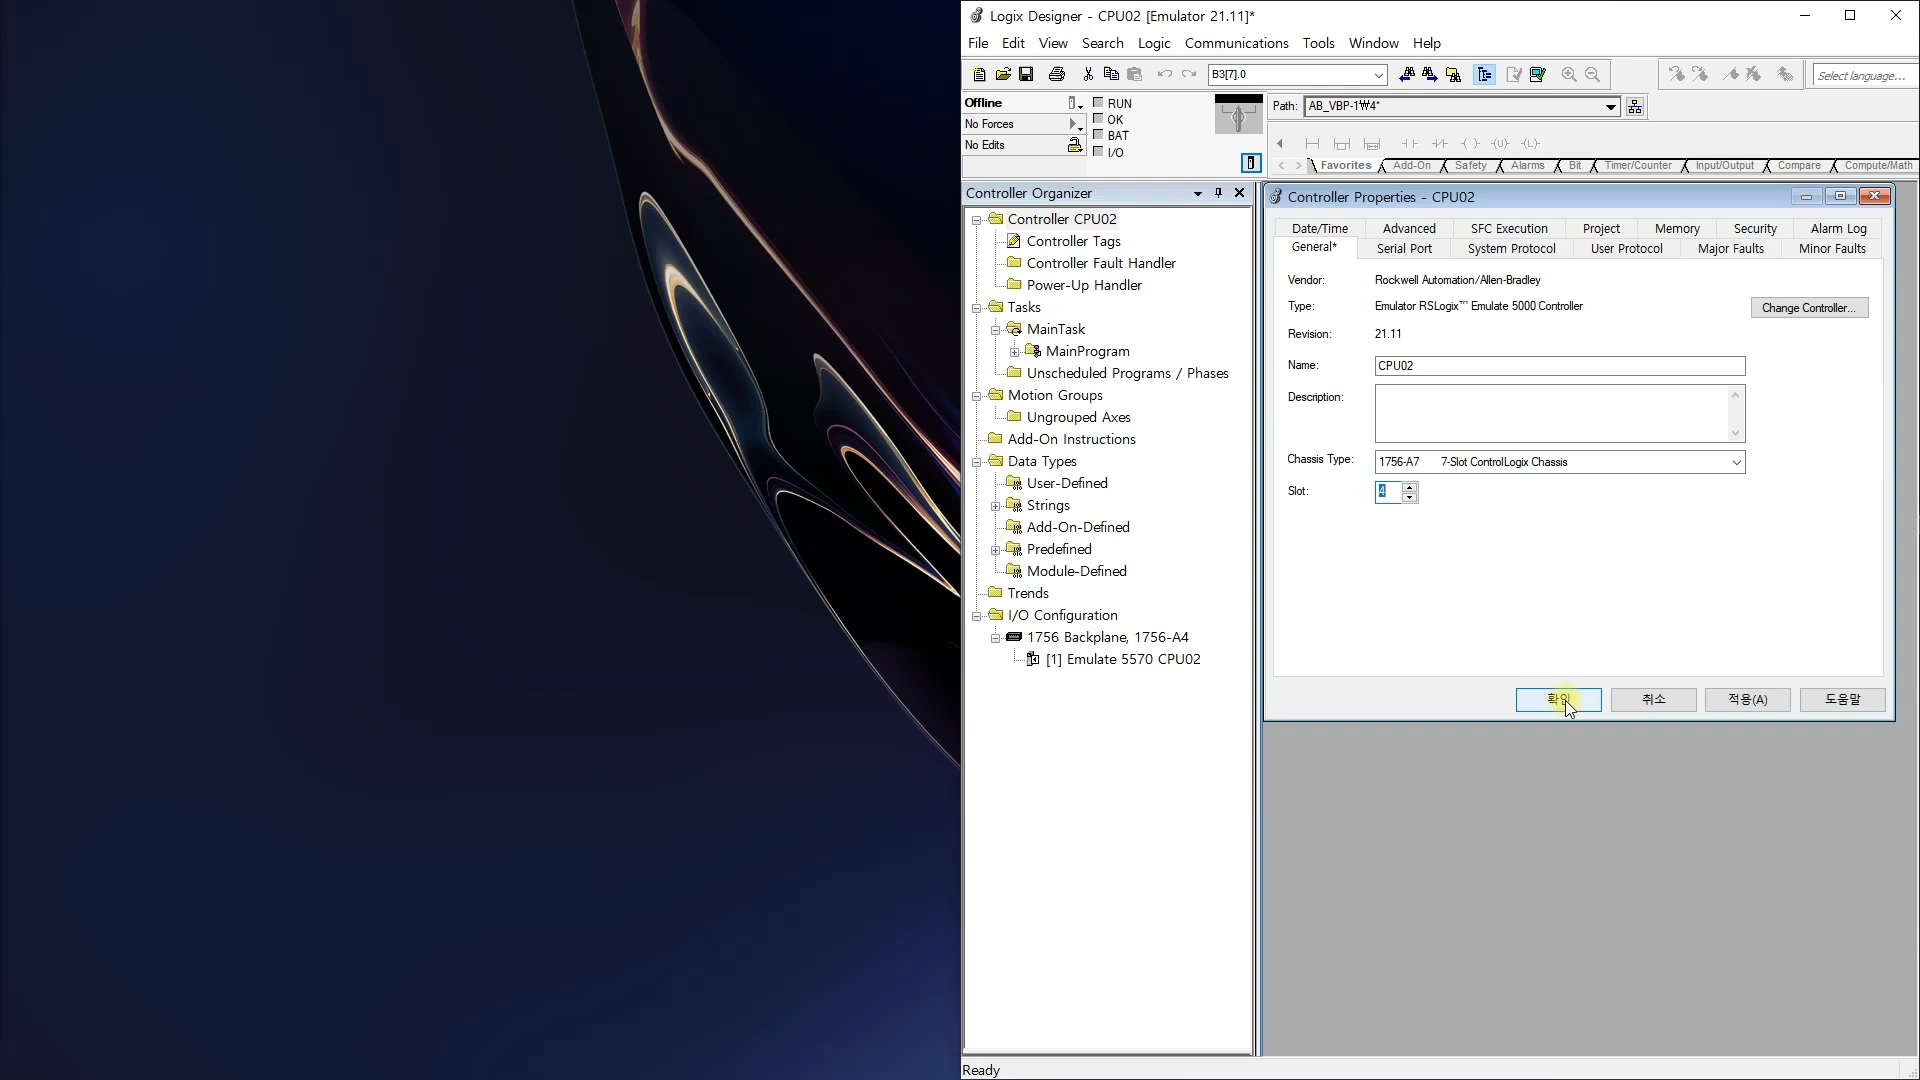 Logix Designer - CPU02 [Emulator 21.11]*
File Edit View Search Logic Communications Tools Window Help
B3[7].0
Select language...
Offline
RUN
No Forces
OK
No Edits
BAT
I/O
Path: AB_VBP-1₩4*
Favorites Add-On Safety Alarms Bit Timer/Counter Input/Output Compare Compute/Math
Controller Organizer
Controller CPU02
Controller Tags
Controller Fault Handler
Power-Up Handler
Tasks
MainTask
MainProgram
Unscheduled Programs / Phases
Motion Groups
Ungrouped Axes
Add-On Instructions
Data Types
User-Defined
Strings
Add-On-Defined
Predefined
Module-Defined
Trends
I/O Configuration
1756 Backplane, 1756-A4
[1] Emulate 5570 CPU02
Controller Properties - CPU02
Date/Time Advanced SFC Execution Project Memory Security Alarm Log
General* Serial Port System Protocol User Protocol Major Faults Minor Faults
Vendor: Rockwell Automation/Allen-Bradley
Type: Emulator RSLogix™ Emulate 5000 Controller
Change Controller...
Revision: 21.11
Name: CPU02
Description:
Chassis Type: 1756-A7 7-Slot ControlLogix Chassis
Slot: 4
확인 취소 적용(A) 도움말
Ready